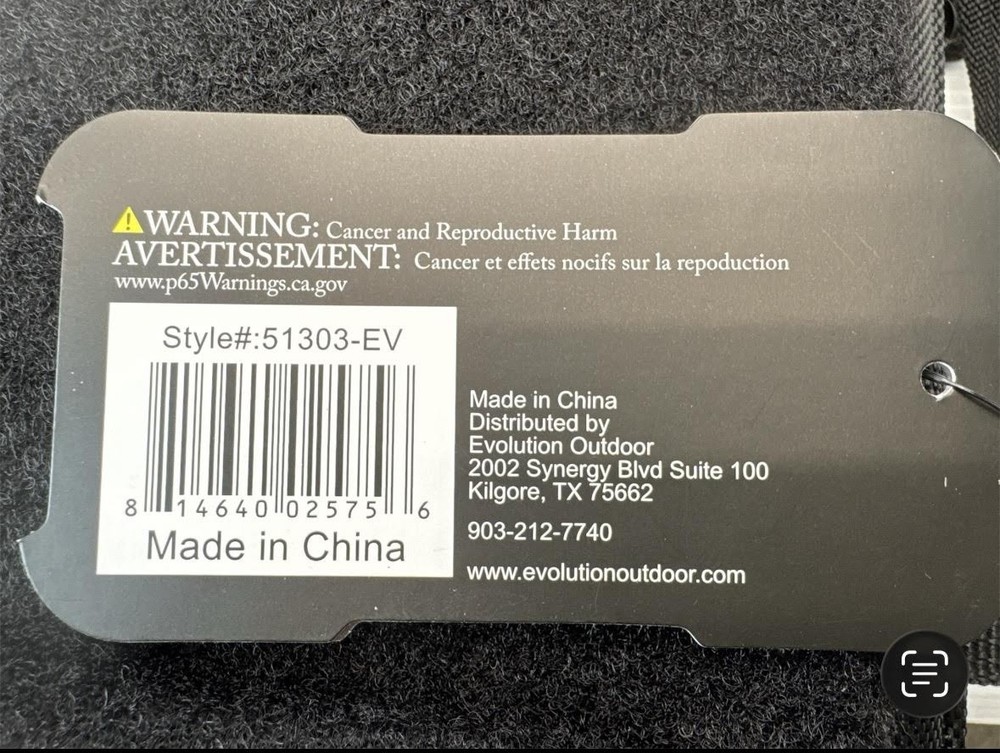 WARNING: Cancer and Reproductive Harm
AVERTISSEMENT: Cancer et effets nocifs sur la repoduction
www.p65Warnings.ca.gov
Style#:51303-EV
8 14640 02575 6
Made in China
Made in China
Distributed by
Evolution Outdoor
2002 Synergy Blvd Suite 100
Kilgore, TX 75662
903-212-7740
www.evolutionoutdoor.com